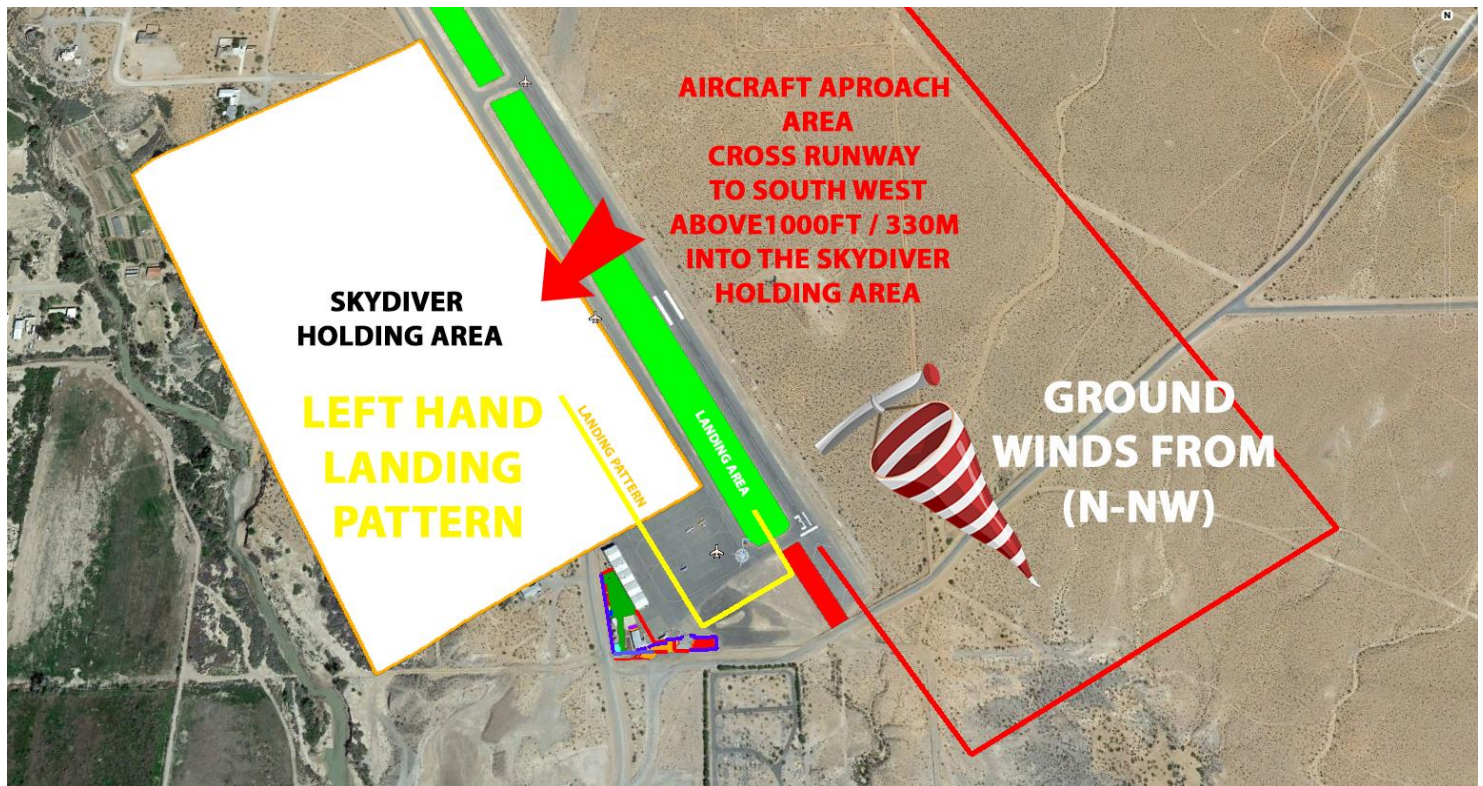 N
AIRCRAFT APROACH
AREA
CROSS RUNWAY
TO SOUTH WEST
ABOVE1000FT / 330M
INTO THE SKYDIVER
HOLDING AREA
SKYDIVER
HOLDING AREA
LEFT HAND
LANDING
PATTERN
LANDING PATTERN
LANDING AREA
GROUND
WINDS FROM
(N-NW)